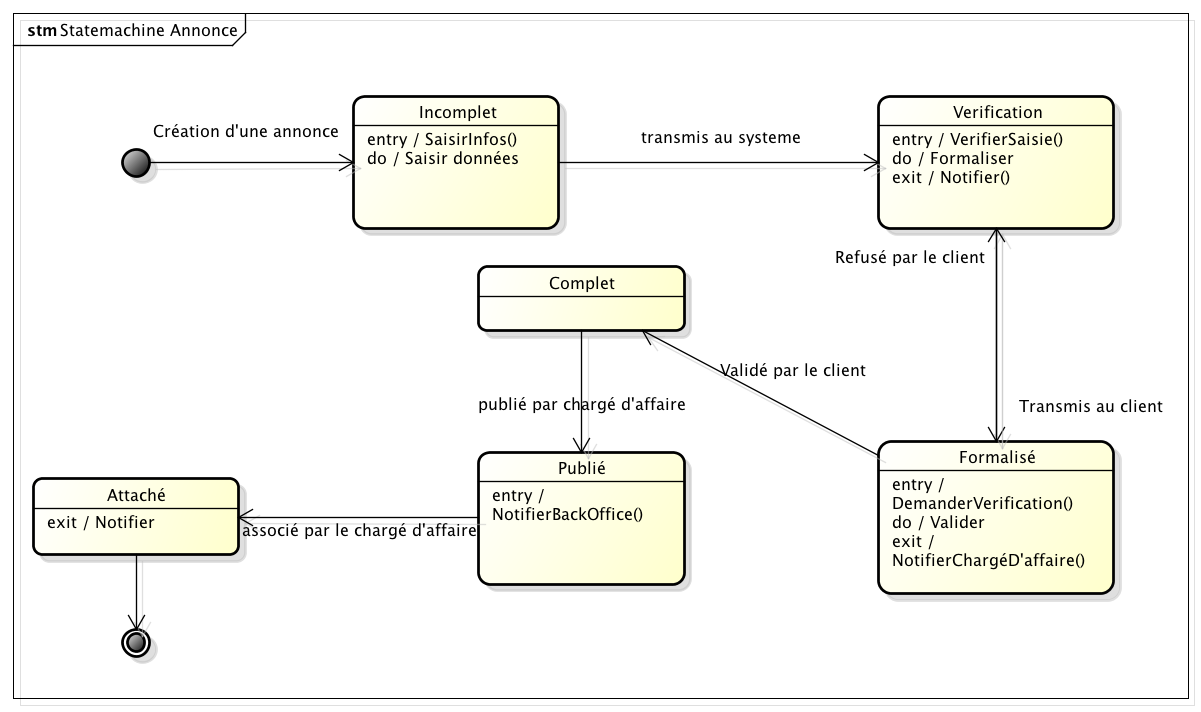 stm Statemachine Annonce
Création d'une annonce
Incomplet
entry / SaisirInfos()
do / Saisir données
transmis au systeme
Verification
entry / VerifierSaisie()
do / Formaliser
exit / Notifier()
Refusé par le client
Transmis au client
Complet
Validé par le client
publié par chargé d'affaire
Formalisé
entry /
DemanderVerification()
do / Valider
exit /
NotifierChargéD'affaire()
Publié
entry /
NotifierBackOffice()
associé par le chargé d'affaire
Attaché
exit / Notifier